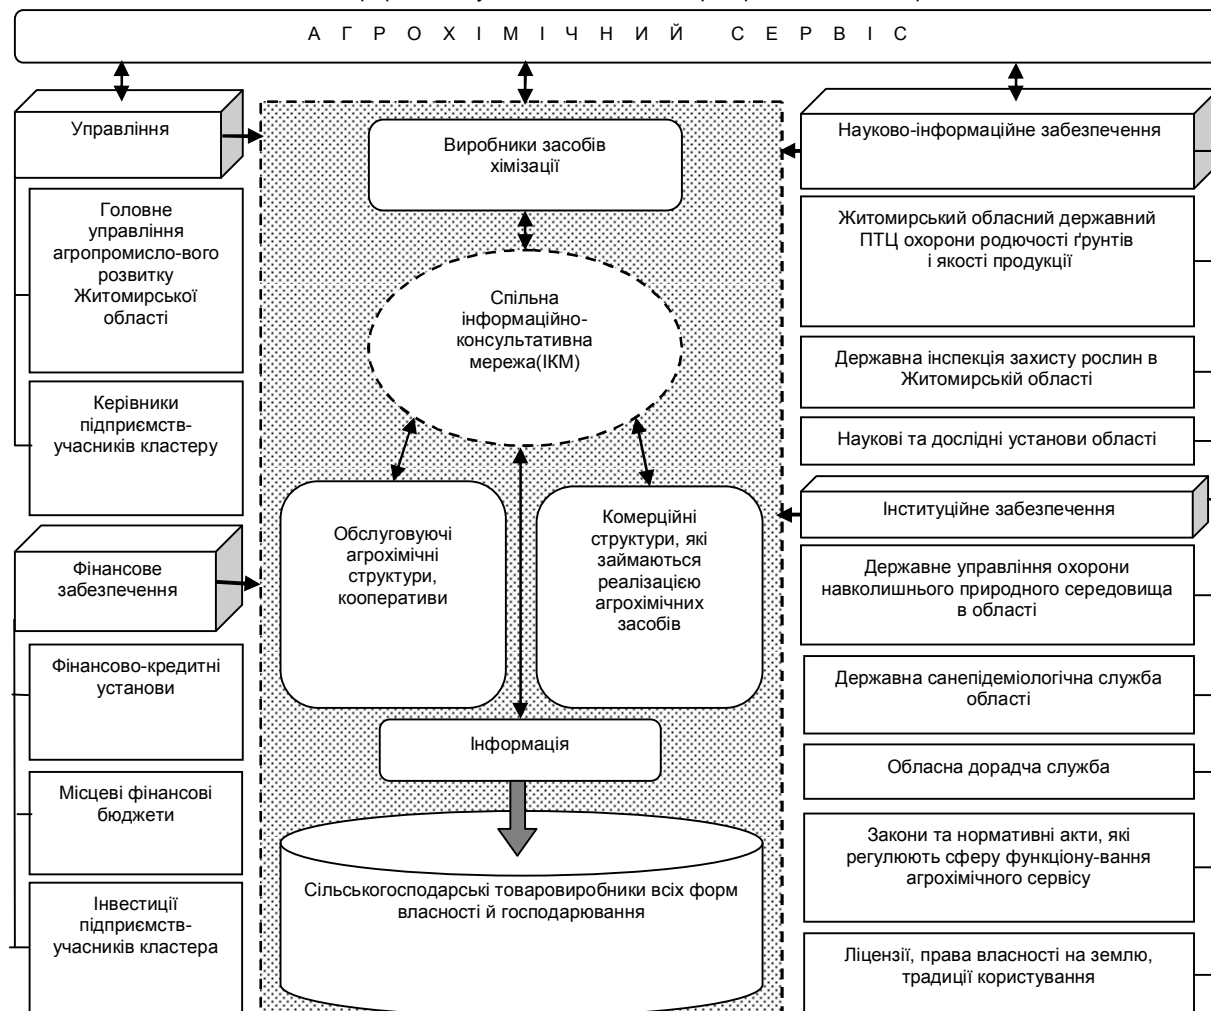 А Г Р О Х І М І Ч Н И Й С Е Р В І С
Управління
Головне
управління
агропромисло-вого
розвитку
Житомирської
області
Керівники
підприємств-
учасників кластеру
Фінансове
забезпечення
Фінансово-кредитні
установи
Місцеві фінансові
бюджети
Інвестиції
підприємств-
учасників кластера
Виробники засобів
хімізації
Спільна
інформаційно-
консультативна
мережа(ІКМ)
Обслуговуючі
агрохімічні
структури,
кооперативи
Комерційні
структури, які
займаються
реалізацією
агрохімічних
засобів
Інформація
Сільськогосподарські товаровиробники всіх форм
власності й господарювання
Науково-інформаційне забезпечення
Житомирський обласний державний
ПТЦ охорони родючості ґрунтів
і якості продукції
Державна інспекція захисту рослин в
Житомирській області
Наукові та дослідні установи області
Інституційне забезпечення
Державне управління охорони
навколишнього природного середовища
в області
Державна санепідеміологічна служба
області
Обласна дорадча служба
Закони та нормативні акти, які
регулюють сферу функціону-вання
агрохімічного сервісу
Ліцензії, права власності на землю,
традиції користування